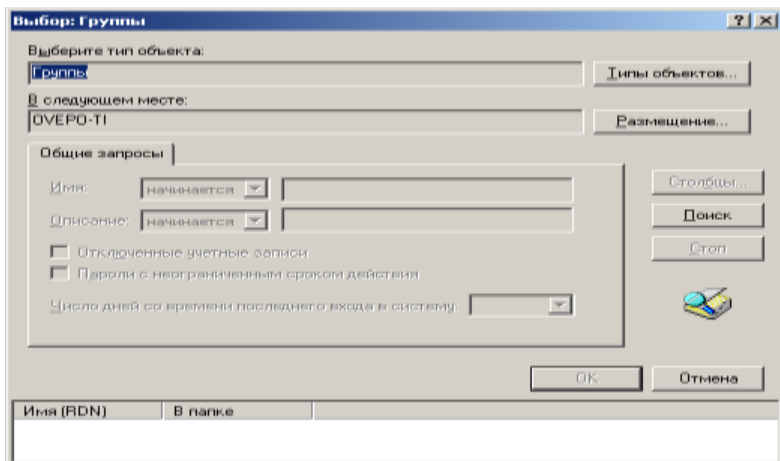 Выбор: Группы
Выберите тип объекта:
Группы
Типы объектов...
В следующем месте:
OVEPO-TI
Размещение...
Общие запросы
Имя:
начинается
Столбцы...
Описание:
начинается
Поиск
Отключенные учетные записи
Стоп
Пароли с неограниченным сроком действия
Число дней со времени последнего входа в систему:
ОК
Отмена
Имя (RDN)
В папке